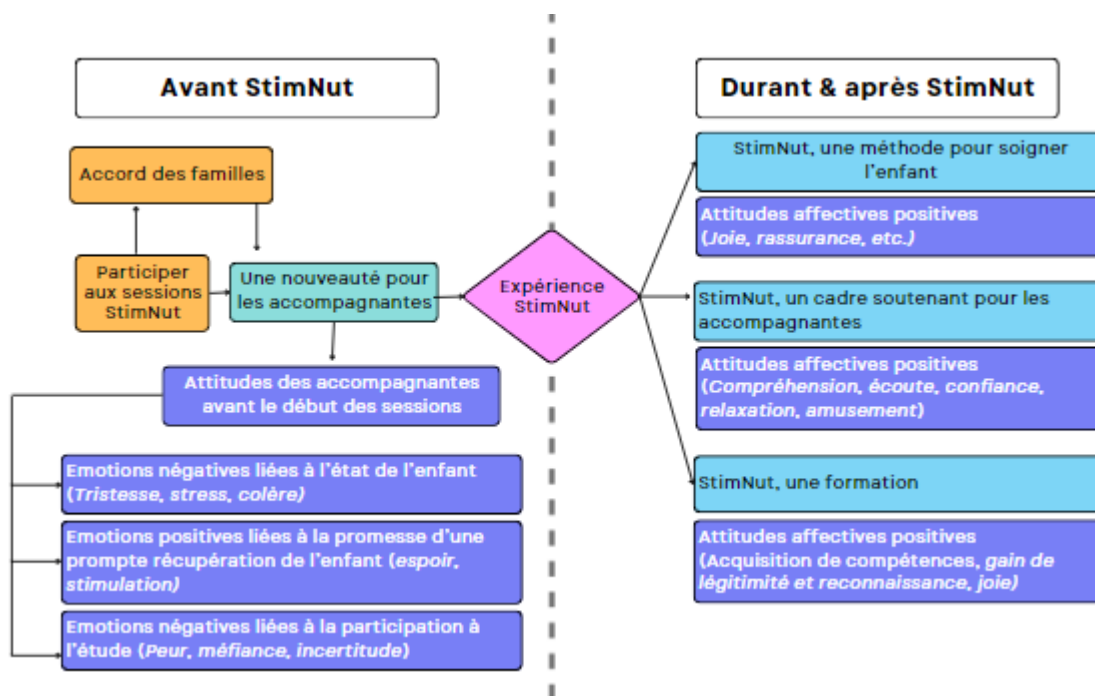 Avant StimNut
Accord des familles
Participer
aux sessions
StimNut
Une nouveauté pour
les accompagnantes
Attitudes des accompagnantes
avant le début des sessions
Emotions négatives liées à l'état de l'enfant
(Tristesse, stress, colère)
Emotions positives liées à la promesse d'une
prompte récupération de l'enfant (espoir,
stimulation)
Emotions négatives liées à la participation à
l'étude (Peur, méfiance, incertitude)
Expérience
StimNut
Durant & après StimNut
StimNut, une méthode pour soigner
l'enfant
Attitudes affectives positives
(Joie, rassurance, etc.)
StimNut, un cadre soutenant pour les
accompagnantes
Attitudes affectives positives
(Compréhension, écoute, confiance,
relaxation, amusement)
StimNut, une formation
Attitudes affectives positives
(Acquisition de compétences, gain de
légitimité et reconnaissance, joie)